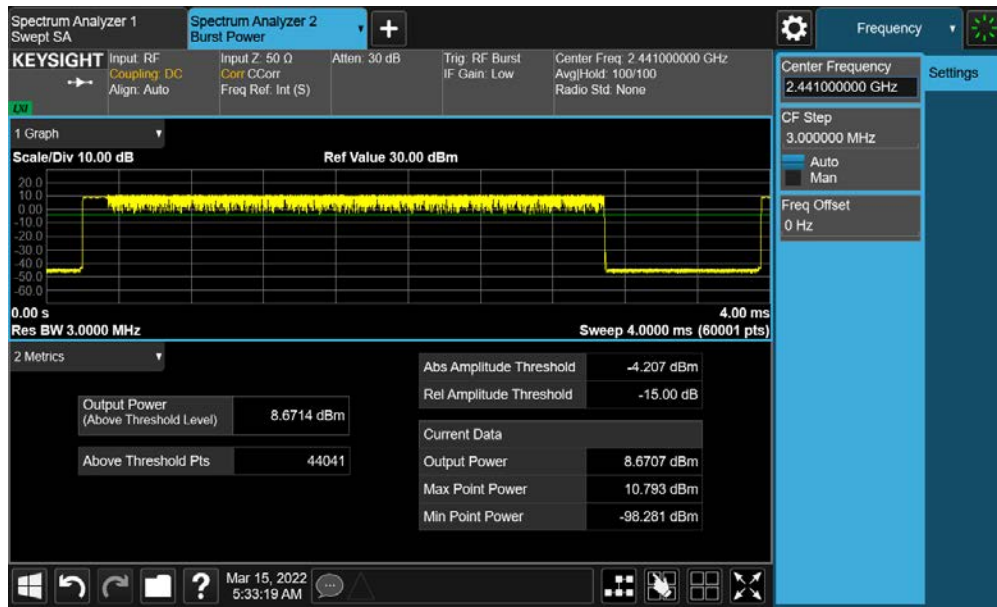 Spectrum Analyzer 1
Swept SA
Spectrum Analyzer 2
Burst Power
Frequency
KEYSIGHT
LXI
Input: RF
Coupling: DC
Align: Auto
Input Z: 50 Ω
Corr CCorr
Freq Ref: Int (S)
Atten: 30 dB
Trig: RF Burst
IF Gain: Low
Center Freq: 2.441000000 GHz
Avg|Hold: 100/100
Radio Std: None
Center Frequency
2.441000000 GHz
Settings
CF Step
3.000000 MHz
Auto
Man
Freq Offset
0 Hz
1 Graph
Scale/Div 10.00 dB
Ref Value 30.00 dBm
20.0
10.0
0.00
-10.0
-20.0
-30.0
-40.0
-50.0
-60.0
0.00 s
4.00 ms
Res BW 3.0000 MHz
Sweep 4.0000 ms (60001 pts)
2 Metrics
Output Power
(Above Threshold Level)
8.6714 dBm
Above Threshold Pts
44041
Abs Amplitude Threshold
-4.207 dBm
Rel Amplitude Threshold
-15.00 dB
Current Data
Output Power
8.6707 dBm
Max Point Power
10.793 dBm
Min Point Power
-98.281 dBm
Mar 15, 2022
5:33:19 AM